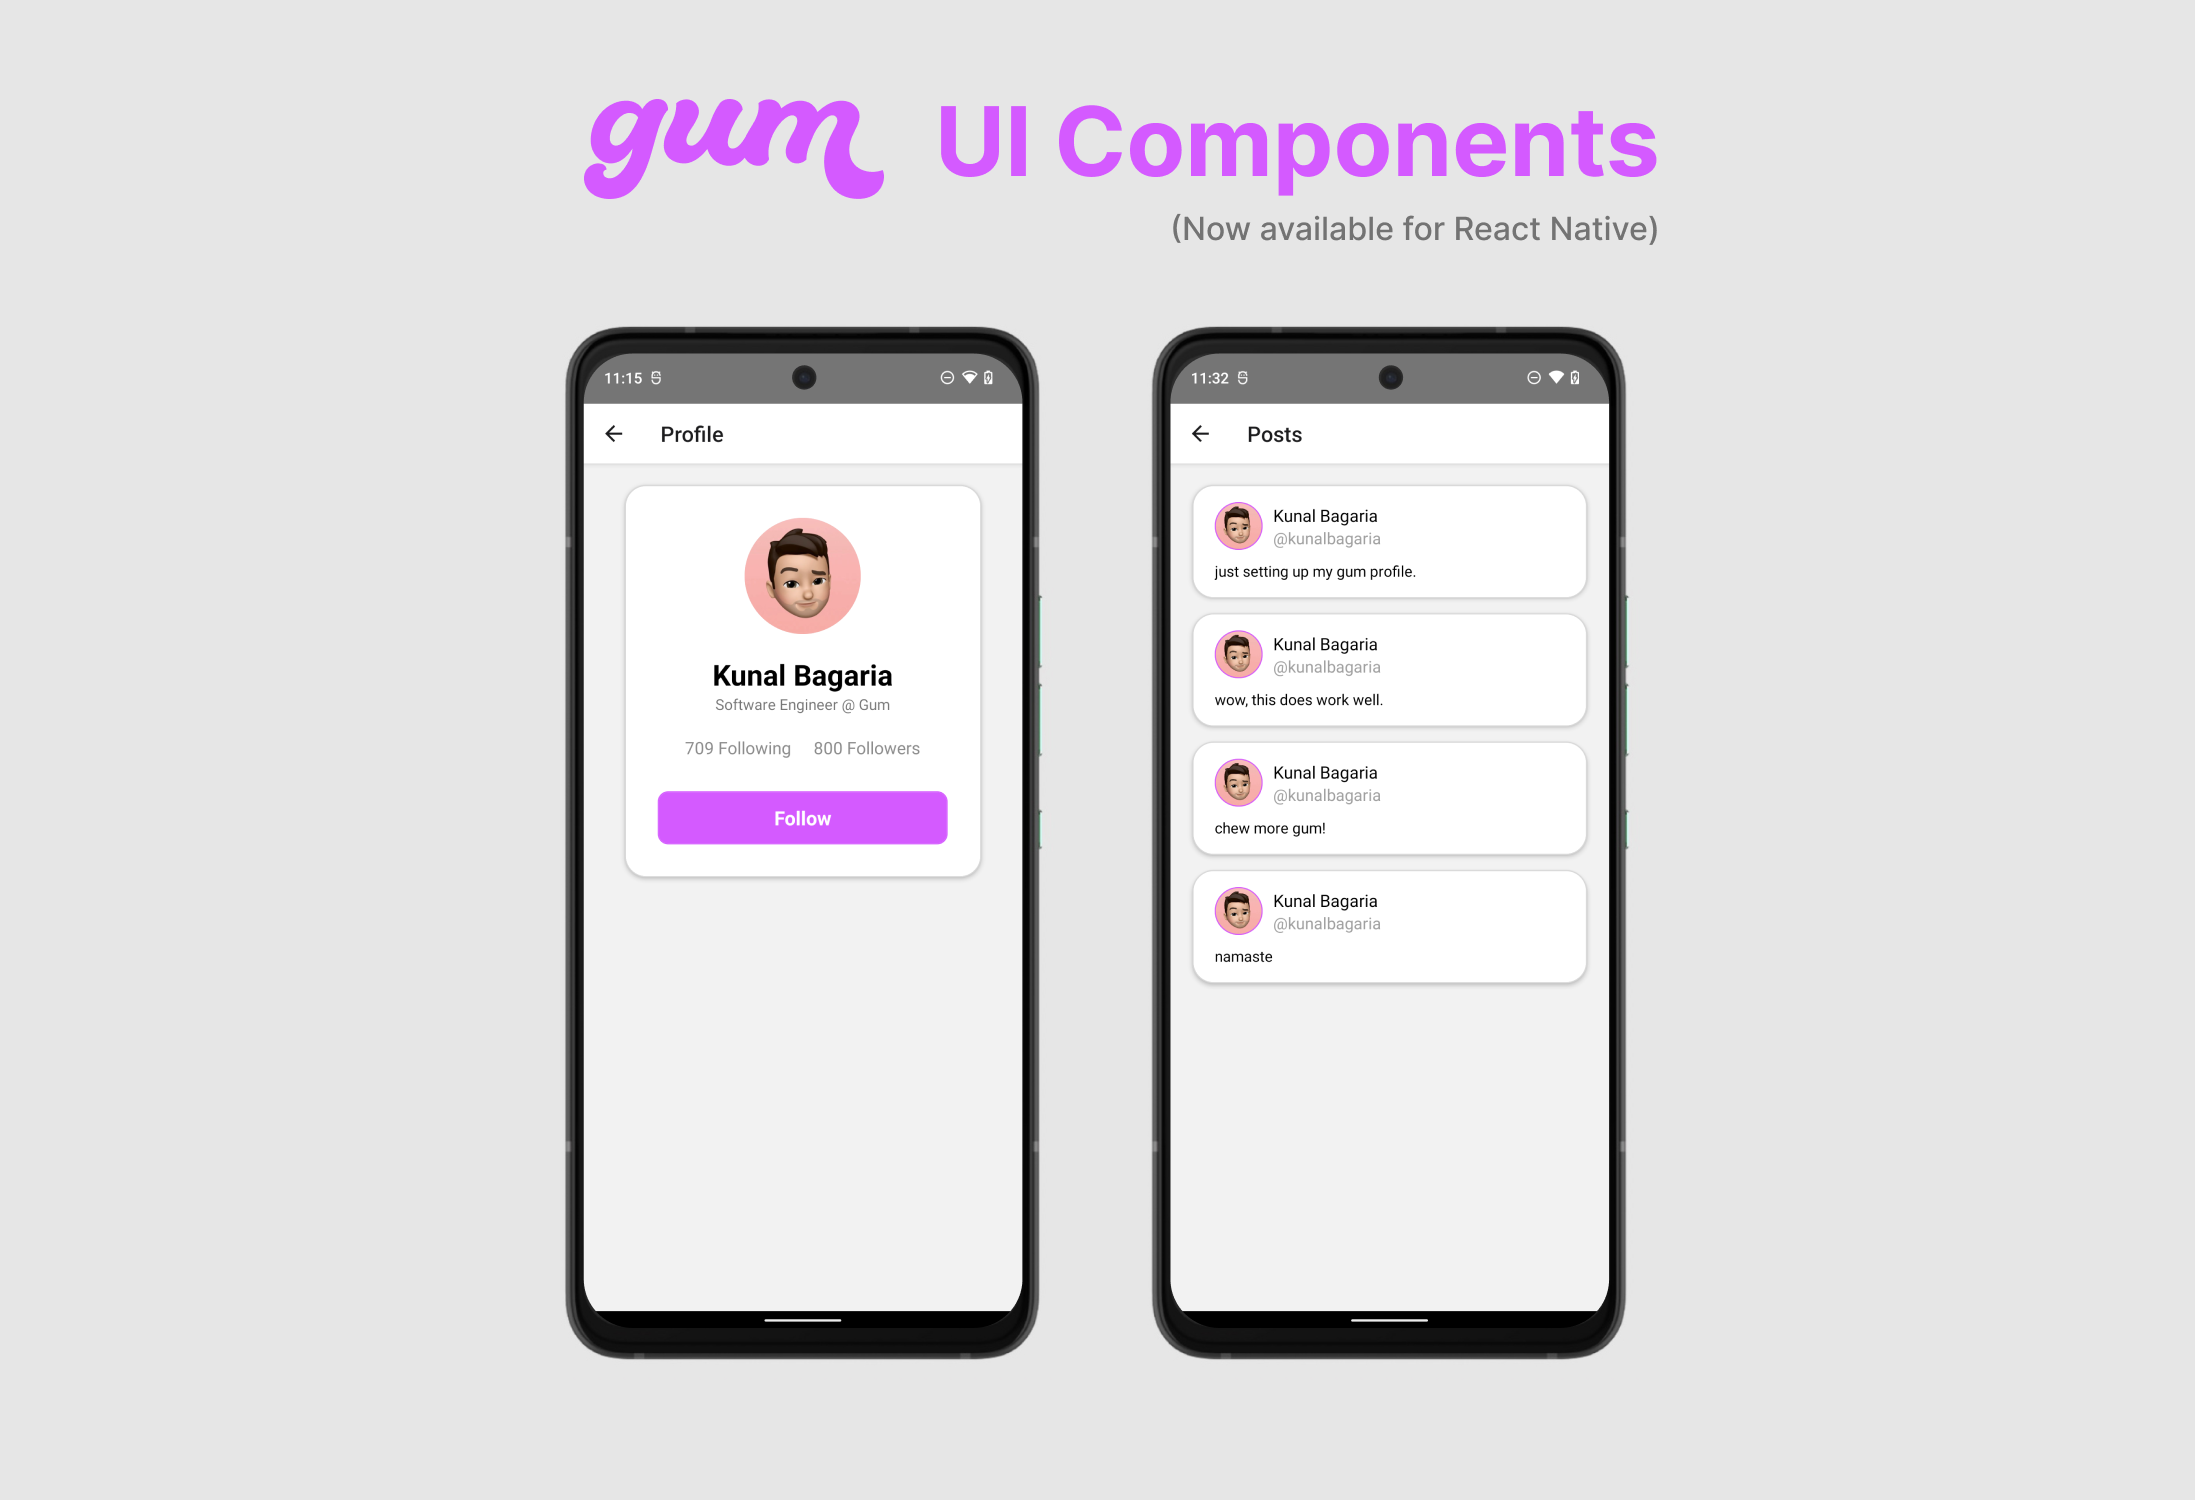 gum UI Components
(Now available for React Native)
11:15
Profile
Kunal Bagaria
Software Engineer @ Gum
709 Following 800 Followers
Follow
11:32
Posts
Kunal Bagaria
@kunalbagaria
just setting up my gum profile.
Kunal Bagaria
@kunalbagaria
wow, this does work well.
Kunal Bagaria
@kunalbagaria
chew more gum!
Kunal Bagaria
@kunalbagaria
namaste